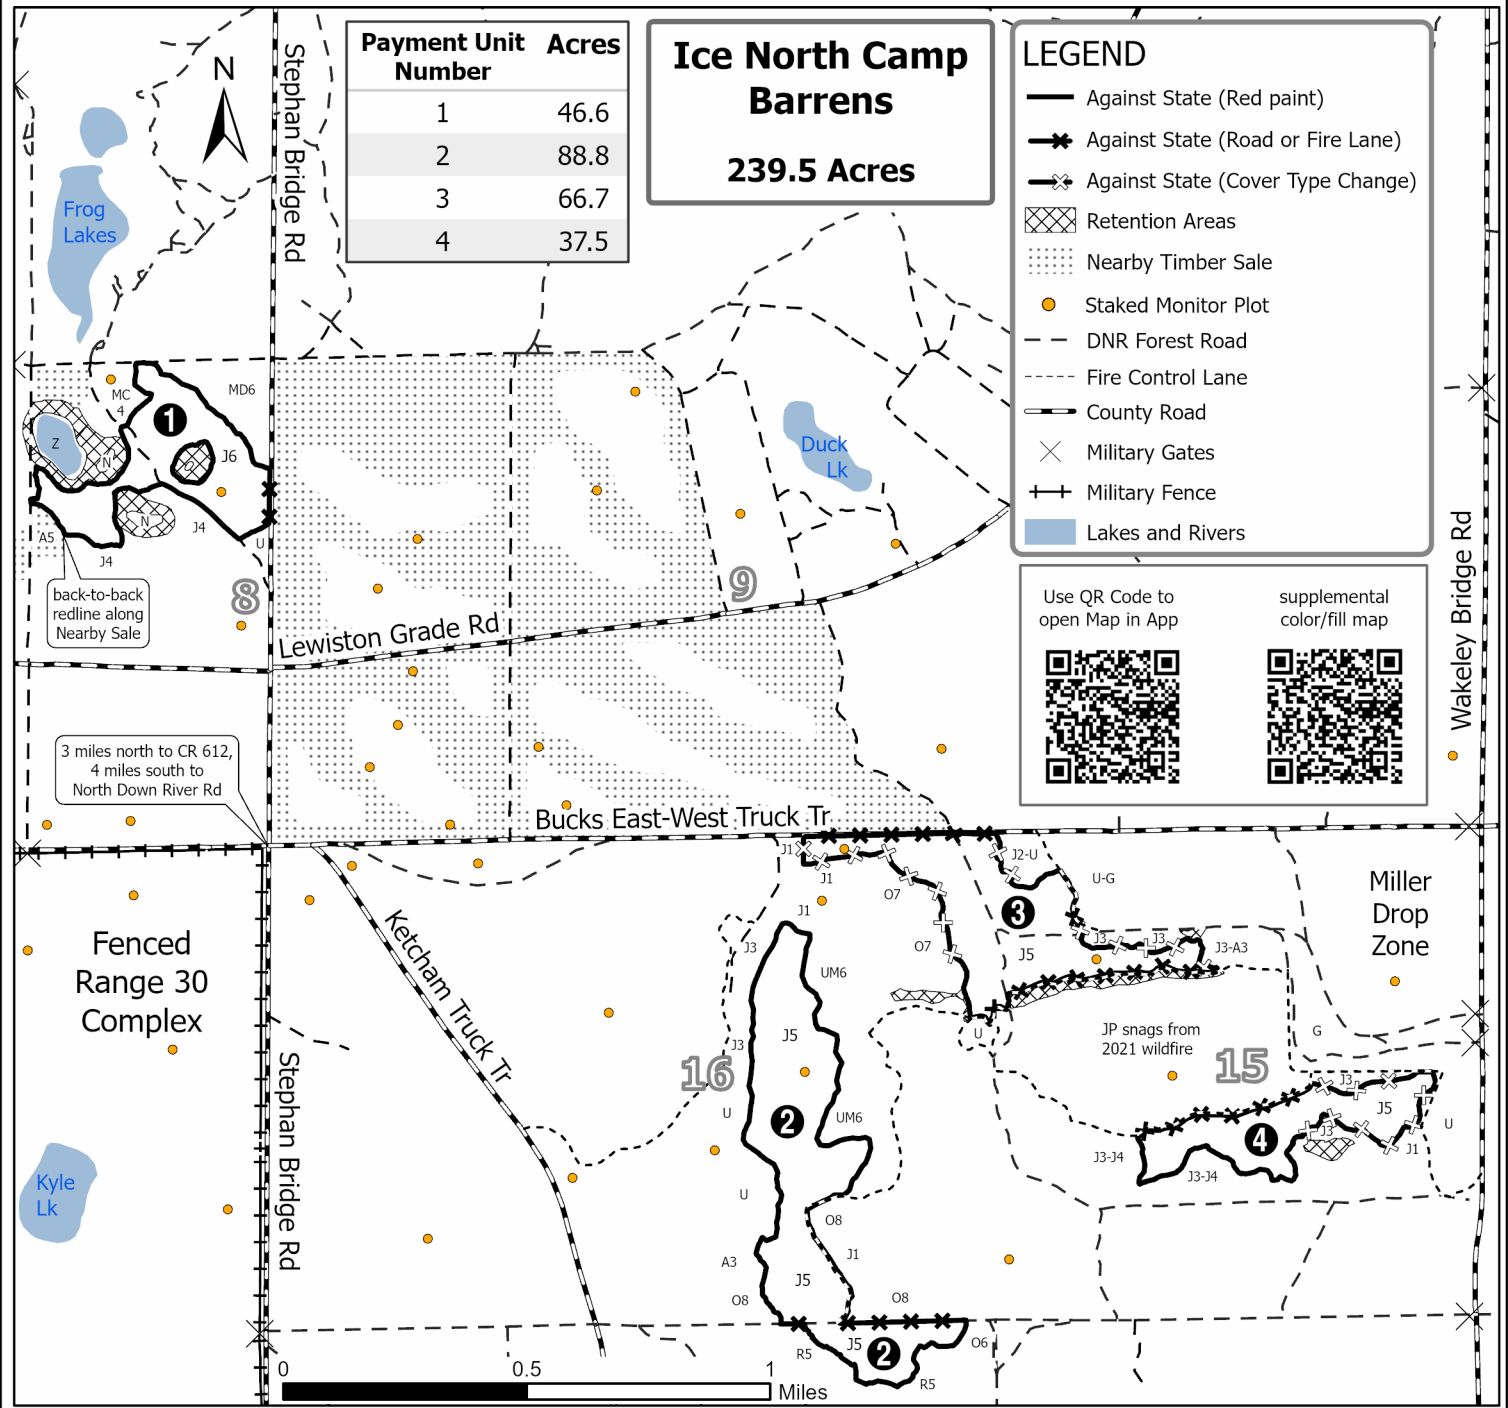 Payment Unit Number Acres
1 46.6
2 88.8
3 66.7
4 37.5
Ice North Camp
Barrens
239.5 Acres
LEGEND
Against State (Red paint)
Against State (Road or Fire Lane)
Against State (Cover Type Change)
Retention Areas
Nearby Timber Sale
Staked Monitor Plot
DNR Forest Road
Fire Control Lane
County Road
Military Gates
Military Fence
Lakes and Rivers
Use QR Code to
open Map in App
supplemental
color/fill map
N
Stephan Bridge Rd
Frog
Lakes
MC
4
MD6
1
Z
N
J6
N
J4
A5
J4
U
back-to-back
redline along
Nearby Sale
8
9
Duck
Lk
Lewiston Grade Rd
Wakeley Bridge Rd
3 miles north to CR 612,
4 miles south to
North Down River Rd
Bucks East-West Truck Tr
J1
J1
J1
O7
O7
J2-U
U-G
3
J5
J3
J3
J3-A3
Miller
Drop
Zone
Fenced
Range 30
Complex
Ketcham Truck Tr
J3
UM6
J5
J3
16
U
2
UM6
U
U
JP snags from
2021 wildfire
15
G
J3
J5
U
4
J3
J1
J3-J4
J3-J4
Kyle
Lk
Stephan Bridge Rd
O8
J1
A3
J5
O8
O8
J5
R5
2
O6
R5
0 0.5 1
Miles